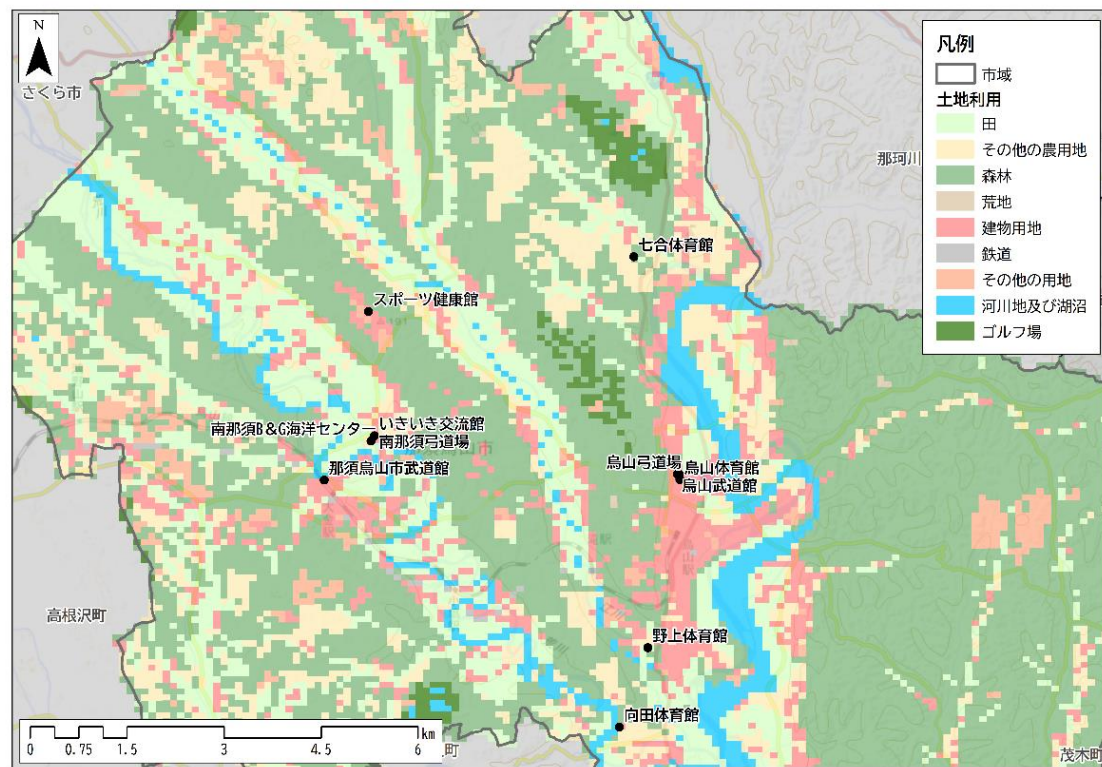 N
さくら市
那珂川
凡例
市域
土地利用
田
その他の農用地
森林
荒地
建物用地
鉄道
その他の用地
河川地及び湖沼
ゴルフ場
七合体育館
スポーツ健康館
南那須B&G海洋センター
いきいき交流館
南那須弓道場
那須烏山市武道館
烏山弓道場
烏山体育館
烏山武道館
高根沢町
野上体育館
向田体育館
茂木町
km
0 0.75 1.5 3 4.5 6